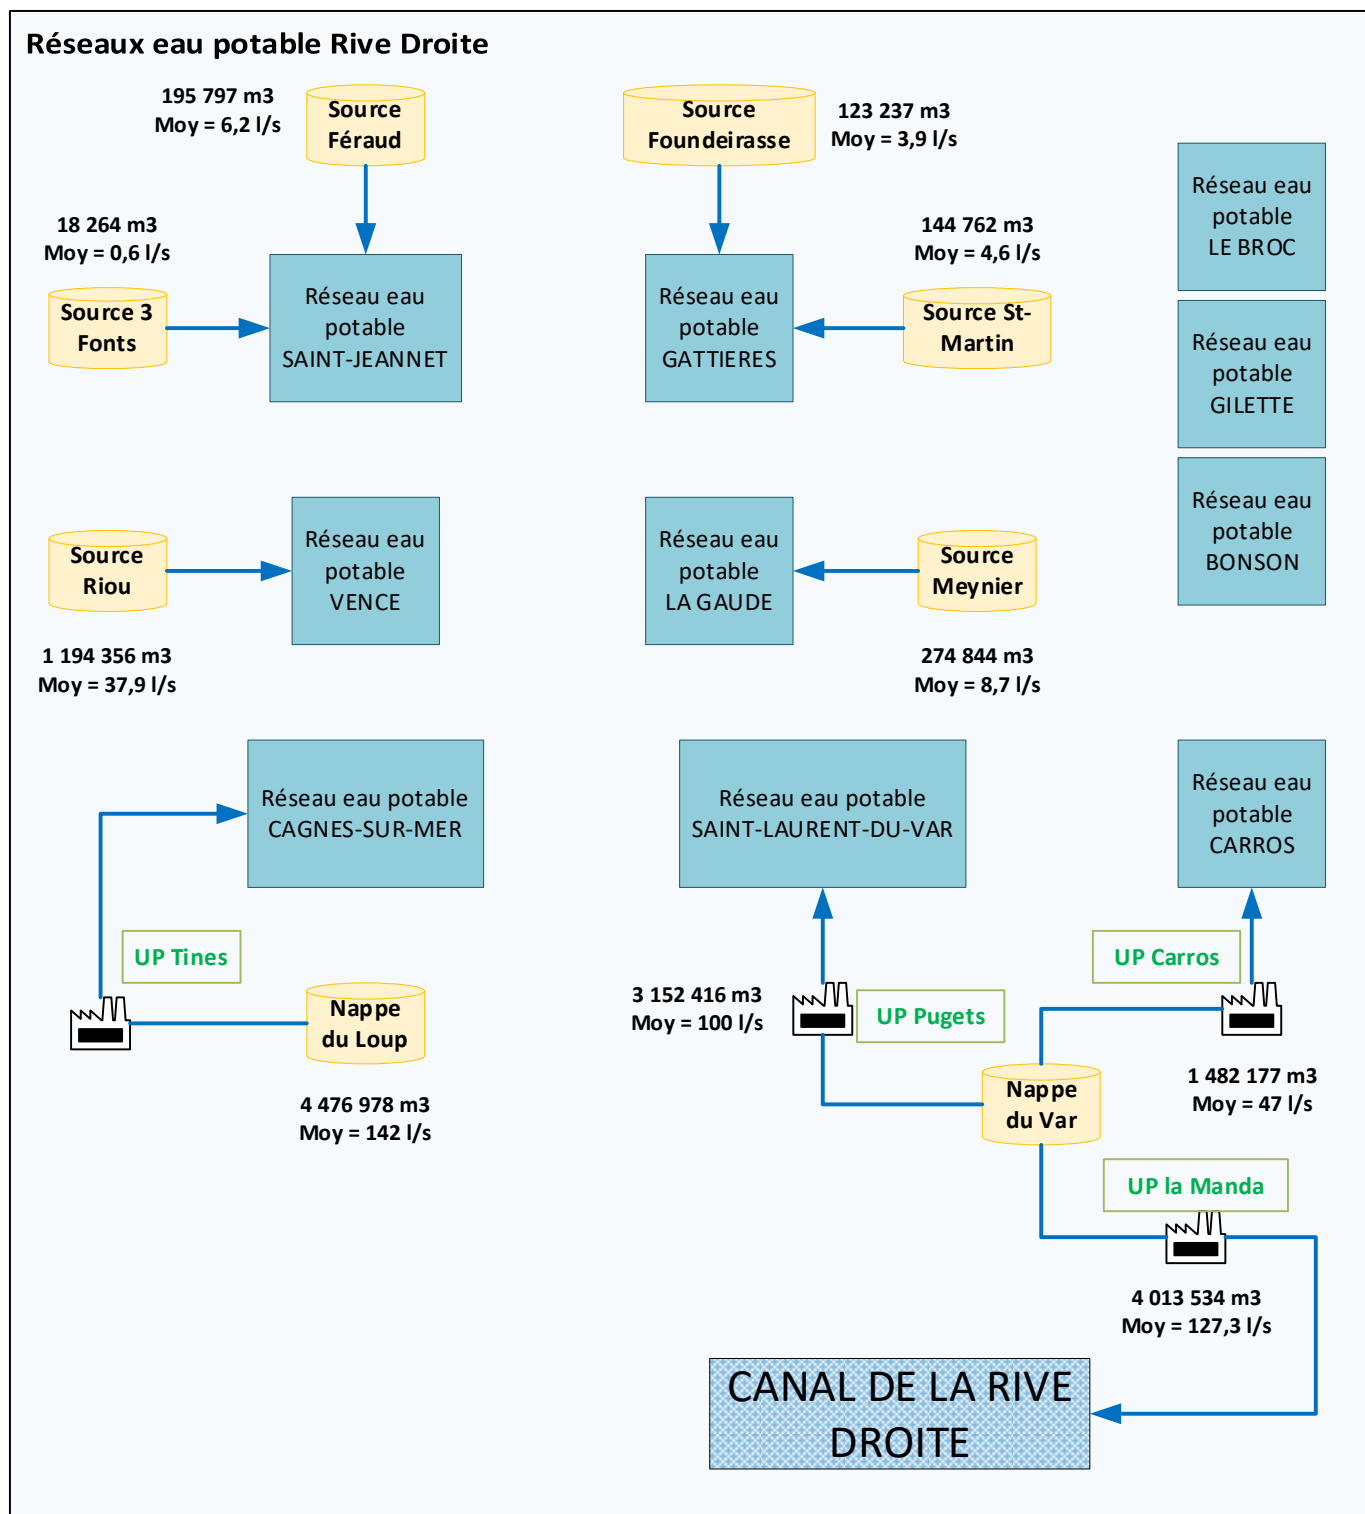 Réseaux eau potable Rive Droite
195 797 m3
Moy = 6,2 l/s
Source
Féraud
Source
Foundeirasse
123 237 m3
Moy = 3,9 l/s
18 264 m3
Moy = 0,6 l/s
Source 3
Fonts
Réseau eau
potable
SAINT-JEANNET
Réseau eau
potable
GATTIERES
144 762 m3
Moy = 4,6 l/s
Source St-
Martin
Réseau eau
potable
LE BROC
Réseau eau
potable
GILETTE
Réseau eau
potable
BONSON
Source
Riou
1 194 356 m3
Moy = 37,9 l/s
Réseau eau
potable
VENCE
Réseau eau
potable
LA GAUDE
Source
Meynier
274 844 m3
Moy = 8,7 l/s
Réseau eau potable
CAGNES-SUR-MER
Réseau eau potable
SAINT-LAURENT-DU-VAR
Réseau eau
potable
CARROS
UP Tines
Nappe
du Loup
4 476 978 m3
Moy = 142 l/s
3 152 416 m3
Moy = 100 l/s
UP Pugets
UP Carros
1 482 177 m3
Moy = 47 l/s
Nappe
du Var
UP la Manda
4 013 534 m3
Moy = 127,3 l/s
CANAL DE LA RIVE
DROITE